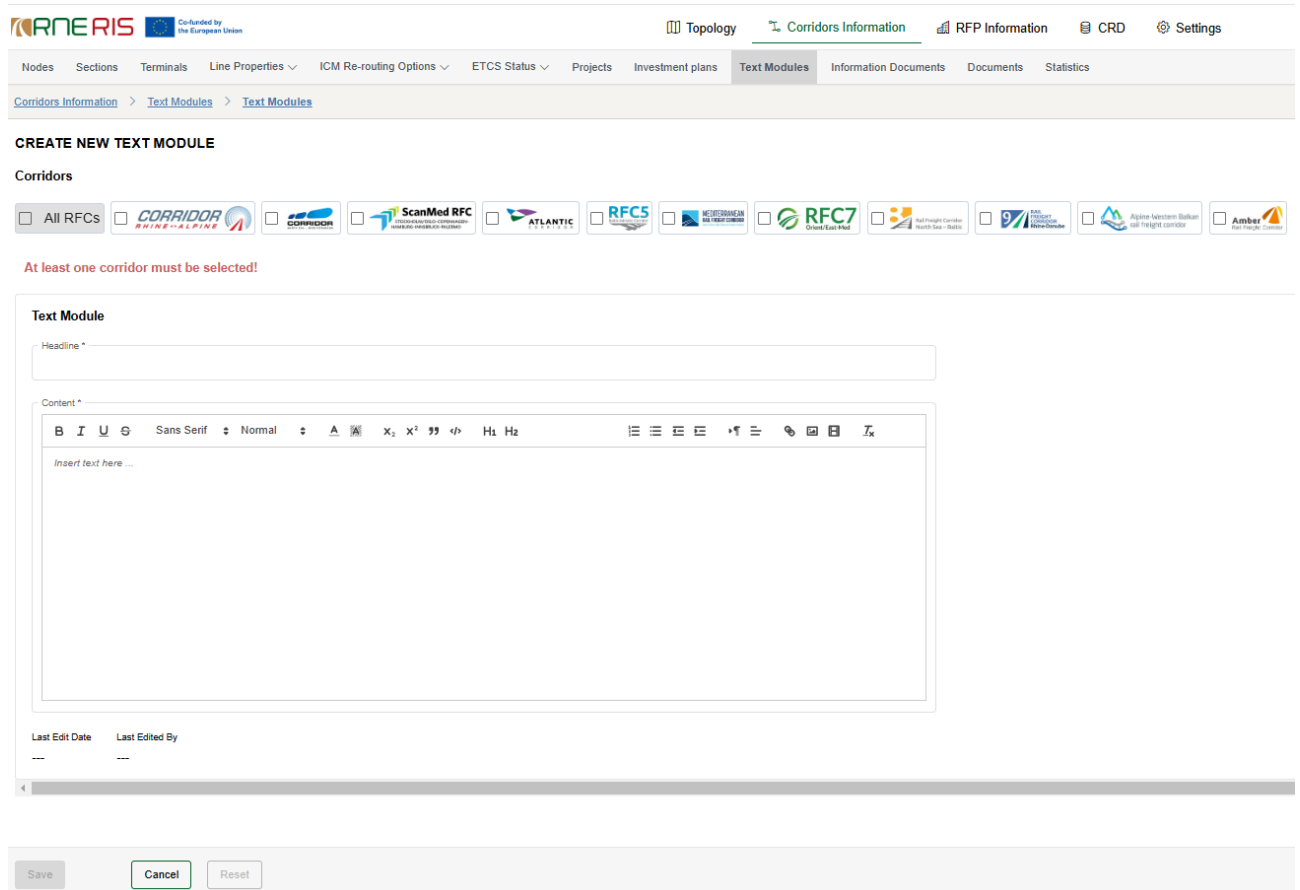 RNE RIS Co-funded by the European Union Topology Corridors Information RFP Information CRD Settings
Nodes Sections Terminals Line Properties ICM Re-routing Options ETCS Status Projects Investment plans Text Modules Information Documents Documents Statistics
Corridors Information > Text Modules > Text Modules
CREATE NEW TEXT MODULE
Corridors
All RFCs
CORRIDOR
RHINE-ALPINE
CORRIDOR
ScanMed RFC
ATLANTIC
CORRIDOR
RFC5
MEDITERRANEAN
RAIL FREIGHT CORRIDOR
RFC7
Orient/East-Med
Rail Freight Corridor
North Sea – Baltic
9
RAIL
FREIGHT
CORRIDOR
Rhine-Danube
Alpine-Western Balkan
rail freight corridor
Amber
Rail Freight Corridor
At least one corridor must be selected!
Text Module
Headline *
Content *
B I U S Sans Serif Normal A A X₂ X² ” </> H1 H2
Insert text here ...
Last Edit Date Last Edited By
--- ---
Save Cancel Reset